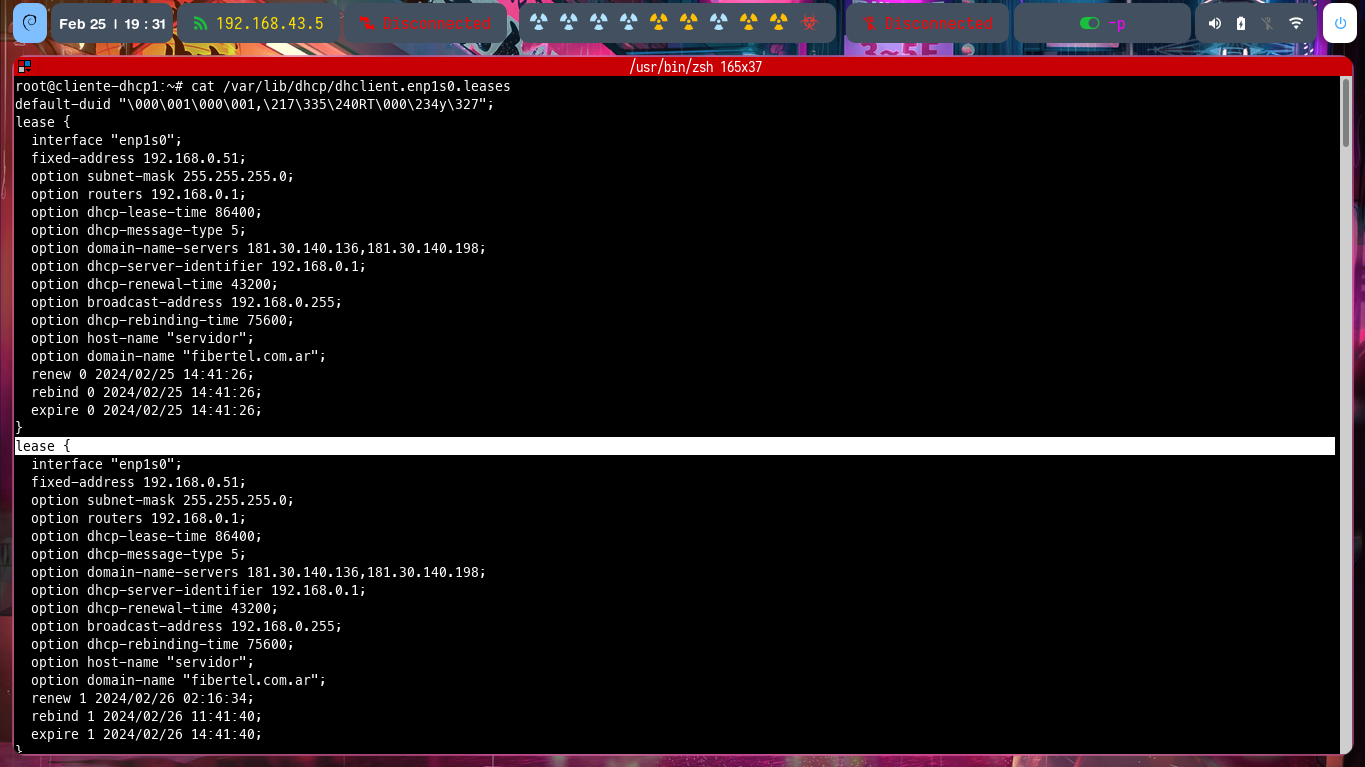 Feb 25 | 19:31
192.168.43.5
Disconnected
Disconnected
-p
/usr/bin/zsh 165x37
root@cliente-dhcp1:~# cat /var/lib/dhcp/dhclient.enp1s0.leases
default-duid "\000\001\000\001,\217\335\240RT\000\234y\327";
lease {
  interface "enp1s0";
  fixed-address 192.168.0.51;
  option subnet-mask 255.255.255.0;
  option routers 192.168.0.1;
  option dhcp-lease-time 86400;
  option dhcp-message-type 5;
  option domain-name-servers 181.30.140.136,181.30.140.198;
  option dhcp-server-identifier 192.168.0.1;
  option dhcp-renewal-time 43200;
  option broadcast-address 192.168.0.255;
  option dhcp-rebinding-time 75600;
  option host-name "servidor";
  option domain-name "fibertel.com.ar";
  renew 0 2024/02/25 14:41:26;
  rebind 0 2024/02/25 14:41:26;
  expire 0 2024/02/25 14:41:26;
}
lease {
  interface "enp1s0";
  fixed-address 192.168.0.51;
  option subnet-mask 255.255.255.0;
  option routers 192.168.0.1;
  option dhcp-lease-time 86400;
  option dhcp-message-type 5;
  option domain-name-servers 181.30.140.136,181.30.140.198;
  option dhcp-server-identifier 192.168.0.1;
  option dhcp-renewal-time 43200;
  option broadcast-address 192.168.0.255;
  option dhcp-rebinding-time 75600;
  option host-name "servidor";
  option domain-name "fibertel.com.ar";
  renew 1 2024/02/26 02:16:34;
  rebind 1 2024/02/26 11:41:40;
  expire 1 2024/02/26 14:41:40;
}